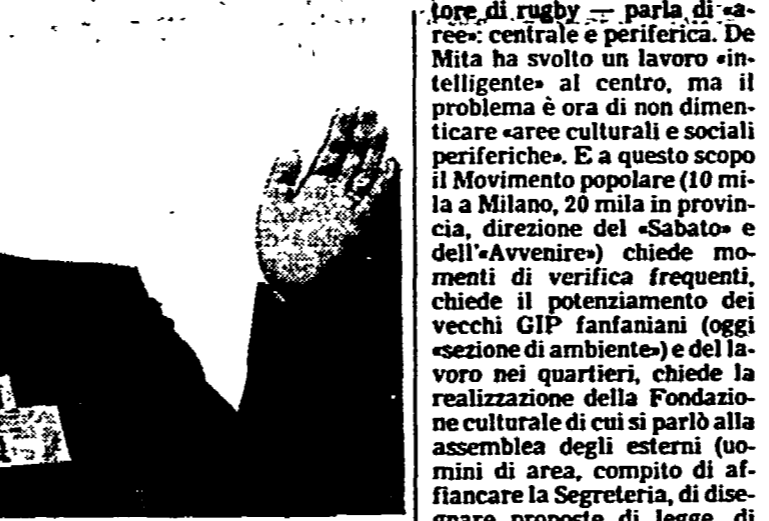 tore di rugby — parla di «a-
ree»: centrale e periferica. De
Mita ha svolto un lavoro «in-
telligente» al centro, ma il
problema è ora di non dimen-
ticare «aree culturali e sociali
periferiche». E a questo scopo
il Movimento popolare (10 mi-
la a Milano, 20 mila in provin-
cia, direzione del «Sabato» e
dell'«Avvenire») chiede mo-
menti di verifica frequenti,
chiede il potenziamento dei
vecchi GIP fanfaniani (oggi
«sezione di ambiente») e del la-
voro nei quartieri, chiede la
realizzazione della Fondazio-
ne culturale di cui si parlò alla
assemblea degli esterni (uo-
mini di area, compito di af-
fiancare la Segreteria, di dise-
gnare proposte di legge, di